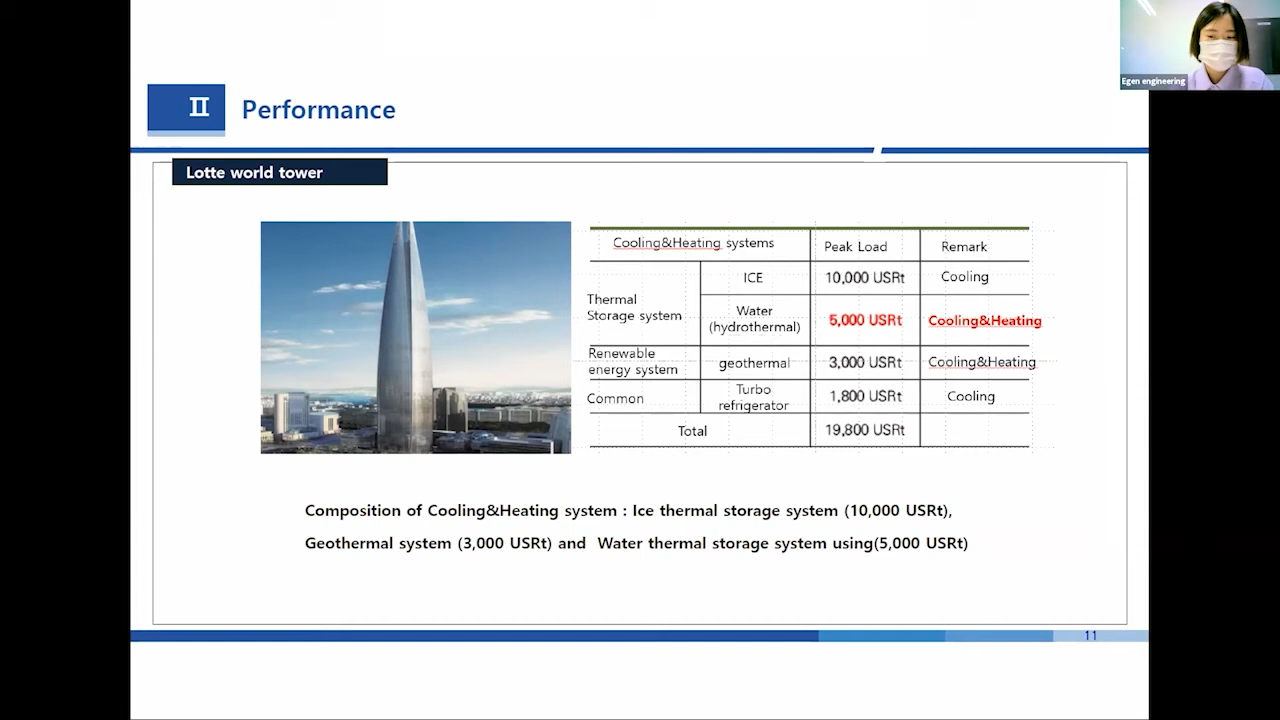 Egen engineering
II
Performance
Lotte world tower
Cooling&Heating systems
Peak Load
Remark
Thermal
Storage system
ICE
10,000 USRt
Cooling
Water
(hydrothermal)
5,000 USRt
Cooling&Heating
Renewable
energy system
geothermal
3,000 USRt
Cooling&Heating
Common
Turbo
refrigerator
1,800 USRt
Cooling
Total
19,800 USRt
Composition of Cooling&Heating system : Ice thermal storage system (10,000 USRt),
Geothermal system (3,000 USRt) and Water thermal storage system using(5,000 USRt)
11